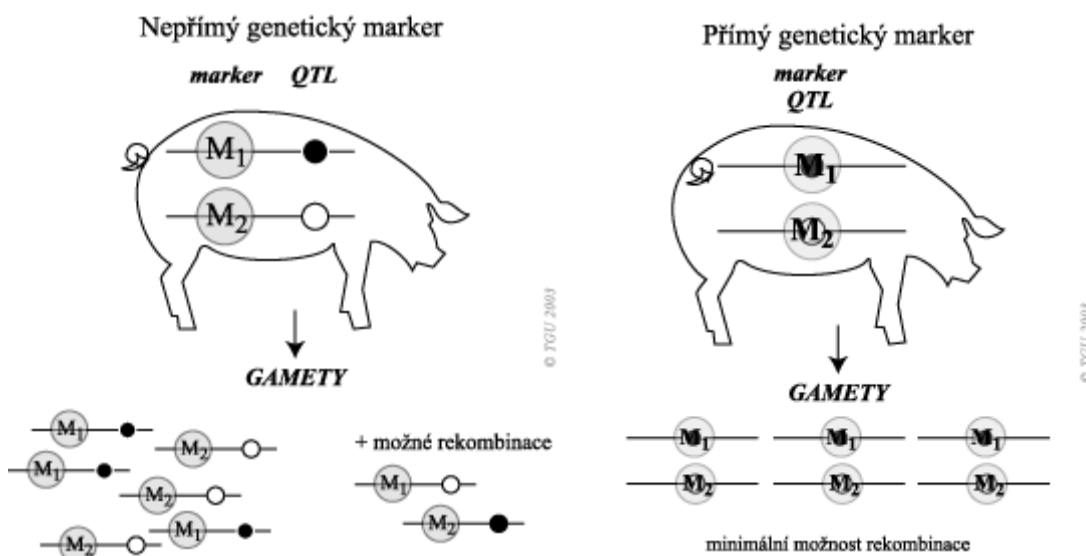 Nepřímý genetický marker
marker QTL
M1
M2
© TGU 2003
GAMETY
M1
M2
M1
M2
M2
M1
+ možné rekombinace
M1
M2
Přímý genetický marker
marker
QTL
M1
M2
© TGU 2003
GAMETY
M1 M1 M1
M2 M2 M2
minimální možnost rekombinace